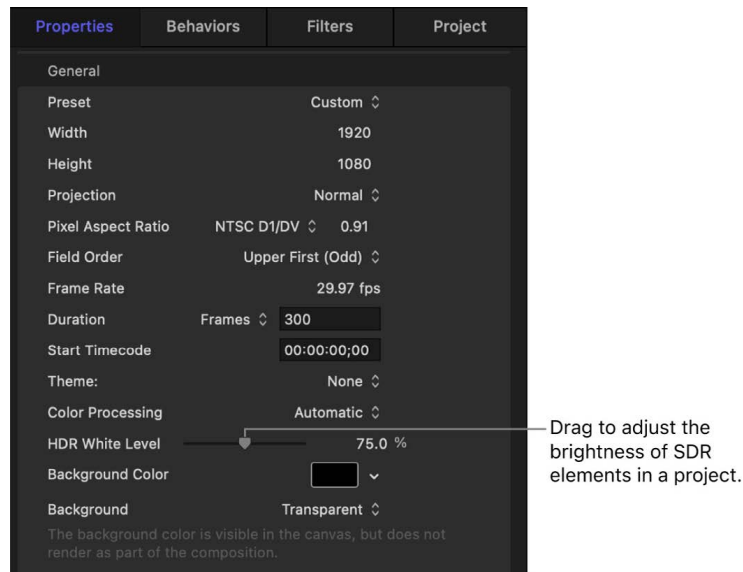 Properties Behaviors Filters Project
General
Preset Custom
Width 1920
Height 1080
Projection Normal
Pixel Aspect Ratio NTSC D1/DV 0.91
Field Order Upper First (Odd)
Frame Rate 29.97 fps
Duration Frames 300
Start Timecode 00:00:00;00
Theme: None
Color Processing Automatic
HDR White Level 75.0 %
Background Color
Background Transparent
The background color is visible in the canvas, but does not
render as part of the composition.
Drag to adjust the
brightness of SDR
elements in a project.